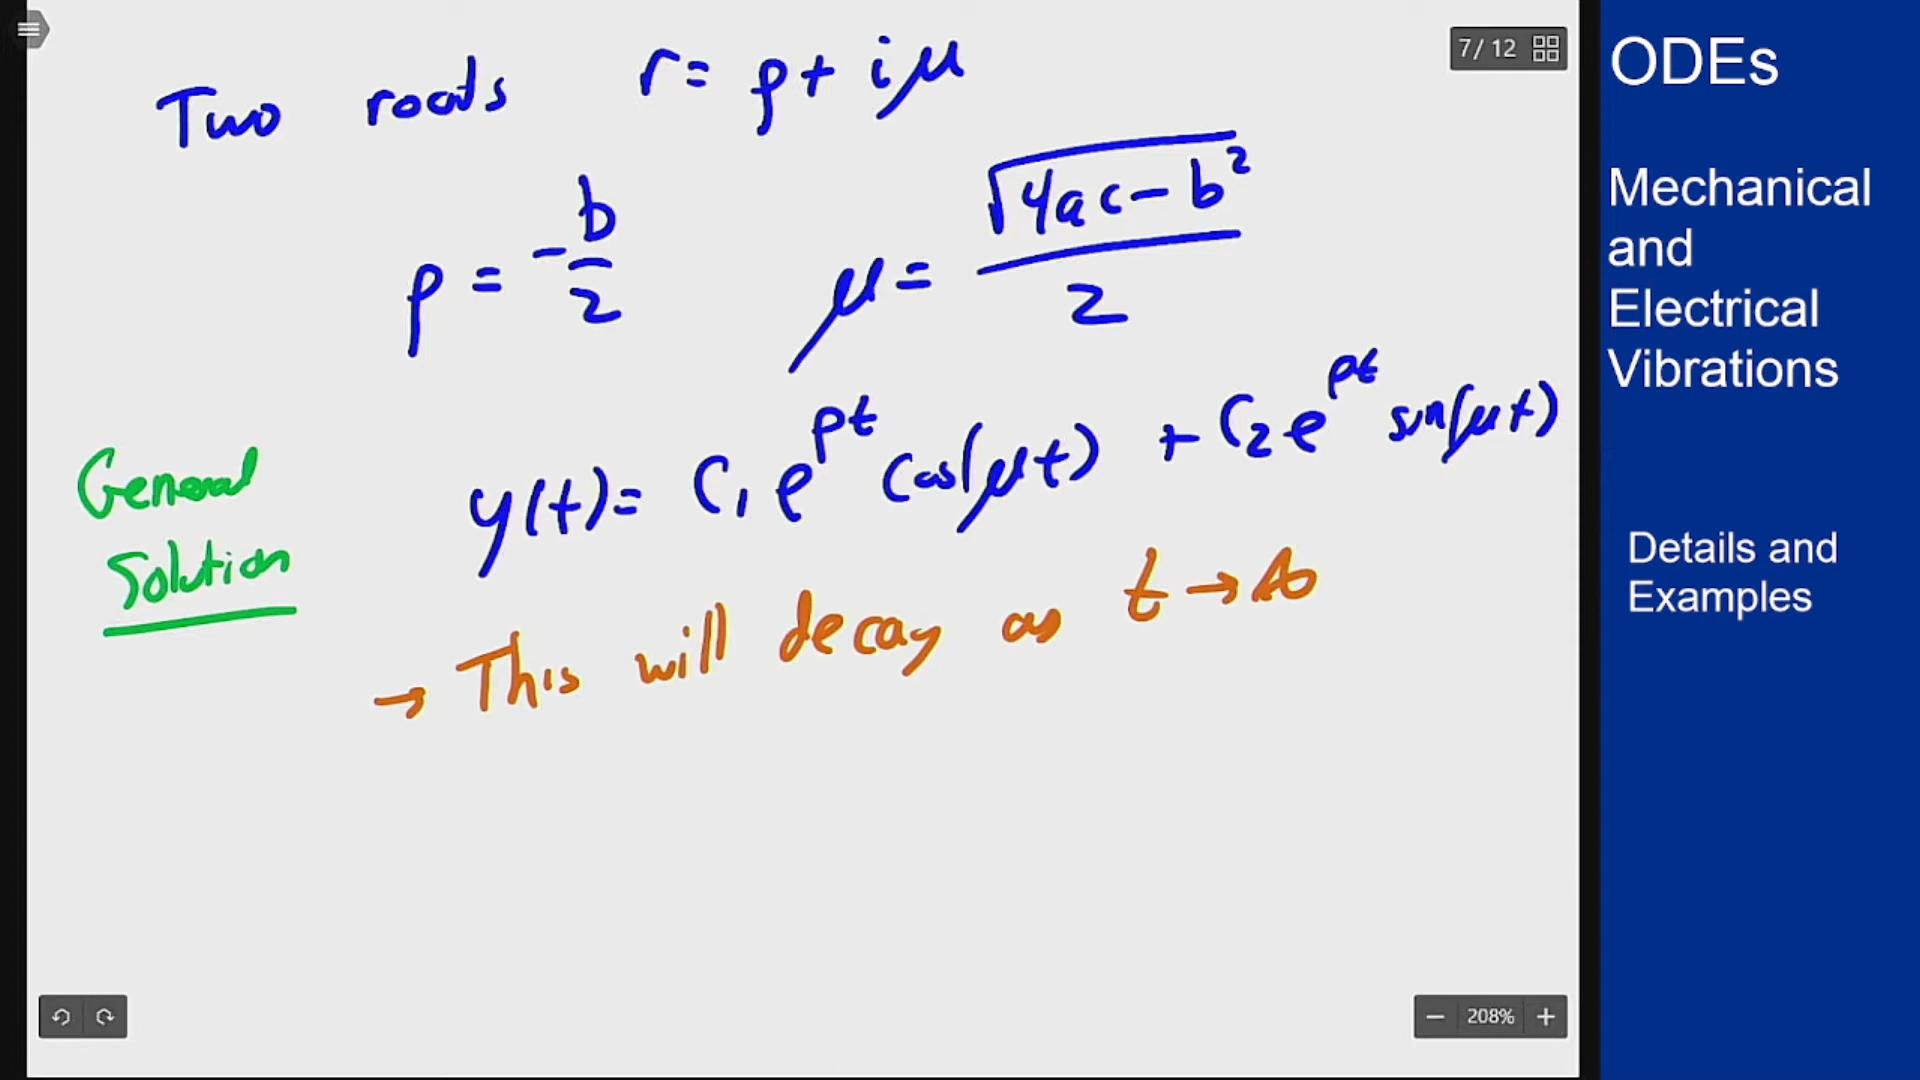 Two roots r = ρ + iμ
7/12
ρ = -b/2 μ = √(4ac - b²)/2
General Solution
y(t) = C₁e^{ρt} cos(μt) + C₂e^{ρt} sin(μt)
→ This will decay as t → ∞
208%
ODEs
Mechanical
and
Electrical
Vibrations
Details and
Examples